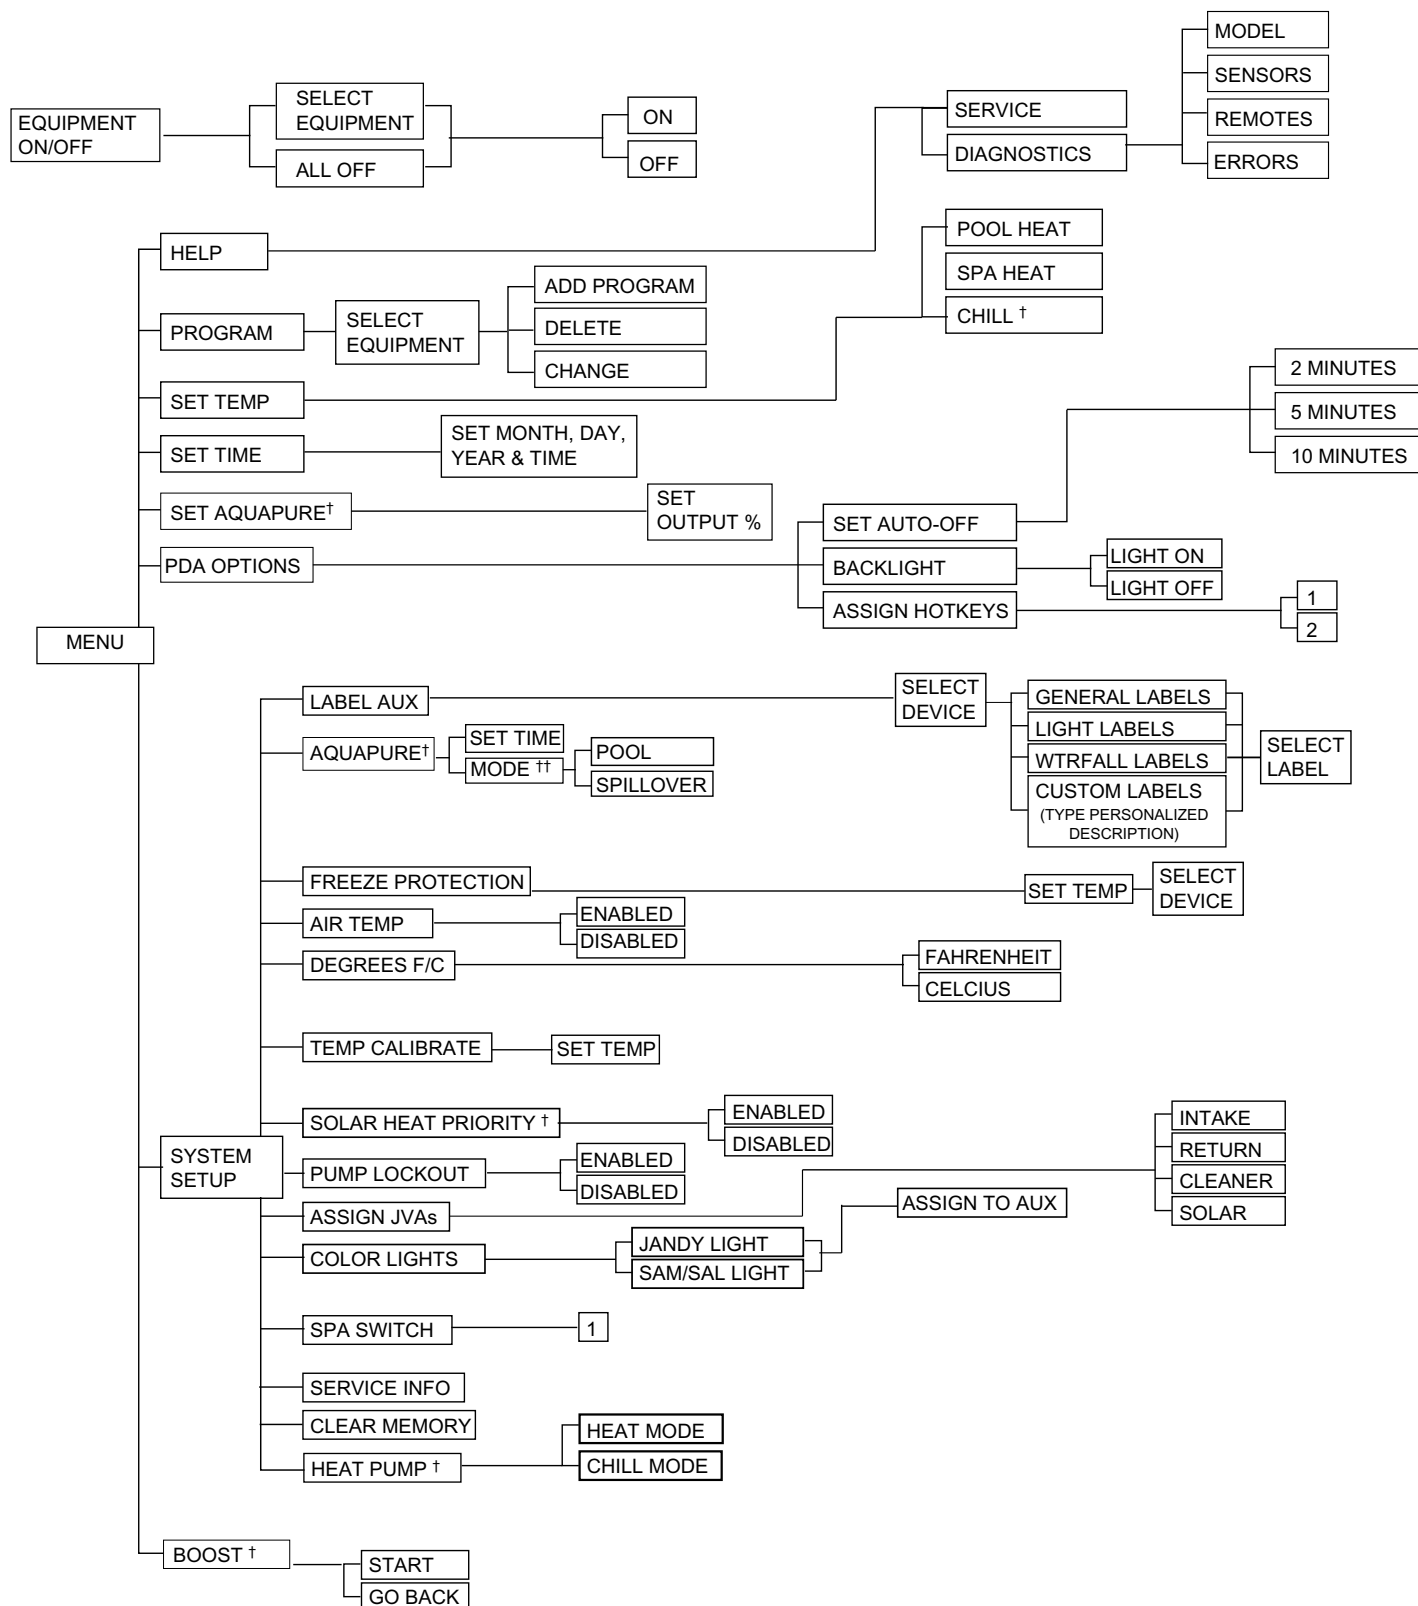 EQUIPMENT
ON/OFF
SELECT
EQUIPMENT
ALL OFF
ON
OFF
SERVICE
DIAGNOSTICS
MODEL
SENSORS
REMOTES
ERRORS
MENU
HELP
POOL HEAT
SPA HEAT
CHILL †
PROGRAM
SELECT
EQUIPMENT
ADD PROGRAM
DELETE
CHANGE
SET TEMP
SET TIME
SET MONTH, DAY,
YEAR & TIME
2 MINUTES
5 MINUTES
10 MINUTES
SET AQUAPURE†
SET
OUTPUT %
PDA OPTIONS
SET AUTO-OFF
BACKLIGHT
LIGHT ON
LIGHT OFF
ASSIGN HOTKEYS
1
2
SYSTEM
SETUP
LABEL AUX
SELECT
DEVICE
GENERAL LABELS
LIGHT LABELS
WTRFALL LABELS
CUSTOM LABELS
(TYPE PERSONALIZED
DESCRIPTION)
SELECT
LABEL
AQUAPURE†
SET TIME
MODE ††
POOL
SPILLOVER
FREEZE PROTECTION
SET TEMP
SELECT
DEVICE
AIR TEMP
ENABLED
DISABLED
DEGREES F/C
FAHRENHEIT
CELCIUS
TEMP CALIBRATE
SET TEMP
SOLAR HEAT PRIORITY †
ENABLED
DISABLED
PUMP LOCKOUT
ENABLED
DISABLED
ASSIGN JVAs
INTAKE
RETURN
CLEANER
SOLAR
COLOR LIGHTS
JANDY LIGHT
SAM/SAL LIGHT
ASSIGN TO AUX
SPA SWITCH
1
SERVICE INFO
CLEAR MEMORY
HEAT PUMP †
HEAT MODE
CHILL MODE
BOOST †
START
GO BACK